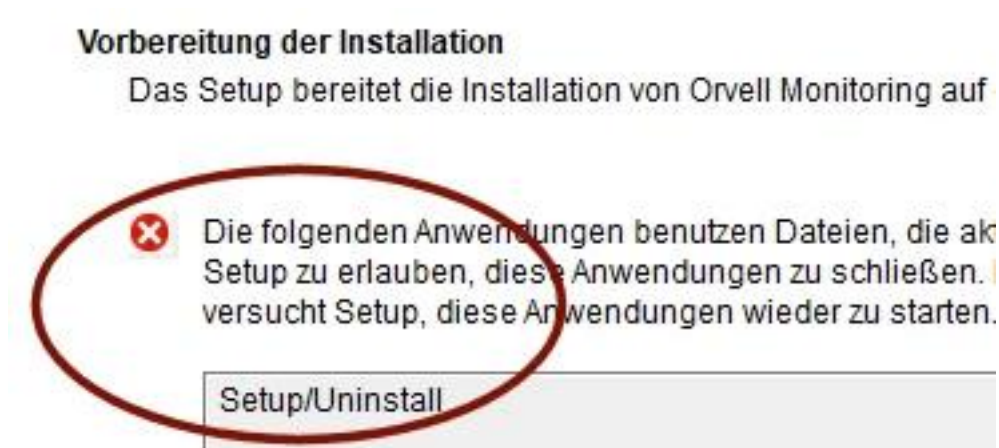 Vorbereitung der Installation
Das Setup bereitet die Installation von Orvell Monitoring auf
Die folgenden Anwendungen benutzen Dateien, die ak
Setup zu erlauben, diese Anwendungen zu schließen.
versucht Setup, diese Anwendungen wieder zu starten.
Setup/Uninstall